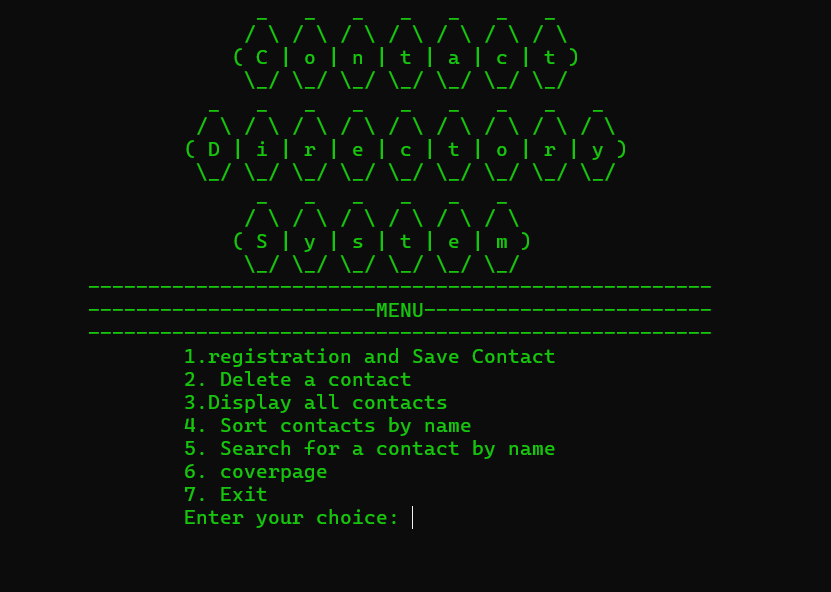 _   _   _   _   _   _   _
  / \ / \ / \ / \ / \ / \ / \
 ( C | o | n | t | a | c | t )
  \_/ \_/ \_/ \_/ \_/ \_/ \_/
   _   _   _   _   _   _   _   _   _
  / \ / \ / \ / \ / \ / \ / \ / \ / \
 ( D | i | r | e | c | t | o | r | y )
  \_/ \_/ \_/ \_/ \_/ \_/ \_/ \_/ \_/
   _   _   _   _   _   _
  / \ / \ / \ / \ / \ / \
 ( S | y | s | t | e | m )
  \_/ \_/ \_/ \_/ \_/ \_/
----------------------------------------------------
------------------------MENU------------------------
----------------------------------------------------
1.registration and Save Contact
2. Delete a contact
3.Display all contacts
4. Sort contacts by name
5. Search for a contact by name
6. coverpage
7. Exit
Enter your choice: